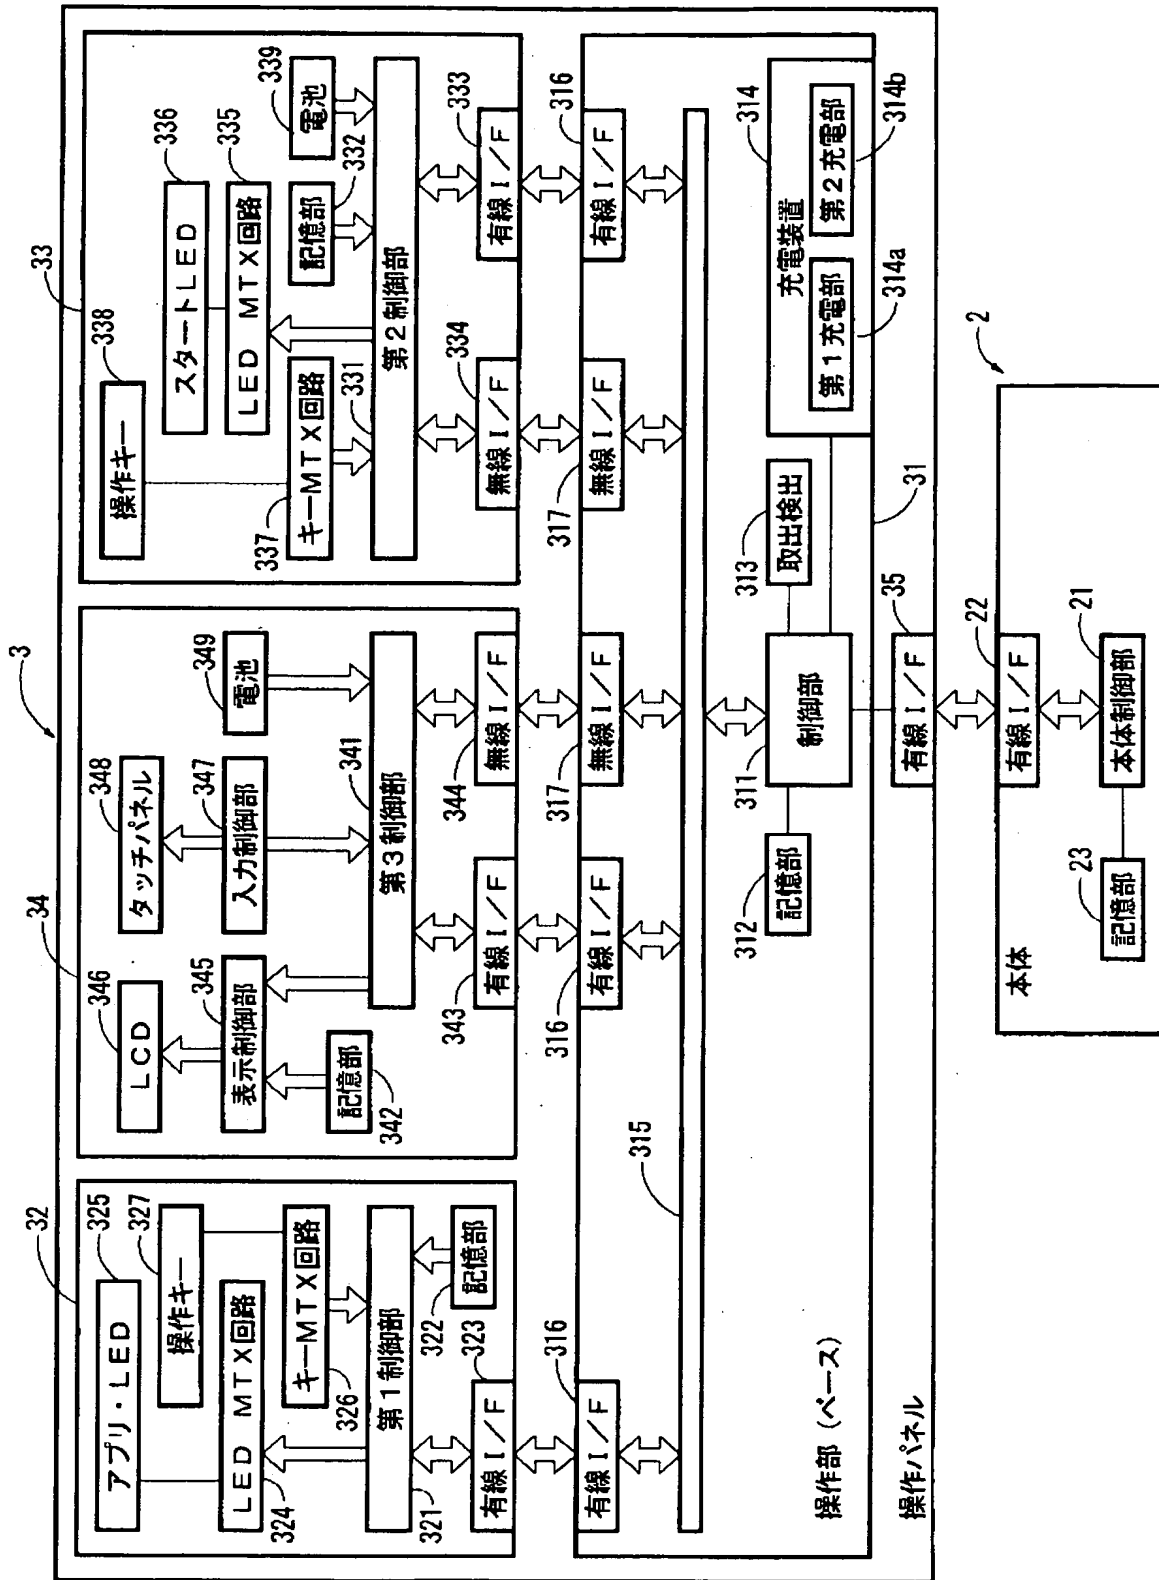 3
32
アプリ・LED
325
操作キー
327
LED MTX回路
324
キーMTX回路
326
第1制御部
321
記憶部
322
有線I/F
323
34
LCD
346
表示制御部
345
記憶部
342
タッチパネル
348
入力制御部
347
電池
349
第3制御部
341
有線I/F
343
無線I/F
344
33
操作キー
338
スタートLED
336
LED MTX回路
335
キーMTX回路
337
記憶部
332
電池
339
第2制御部
331
無線I/F
334
有線I/F
333
有線I/F
316
有線I/F
316
無線I/F
317
無線I/F
317
有線I/F
316
315
記憶部
312
制御部
311
取出検出
313
充電装置
314
第1充電部
314a
第2充電部
314b
操作部(ベース)
31
操作パネル
有線I/F
35
2
有線I/F
22
本体制御部
21
記憶部
23
本体